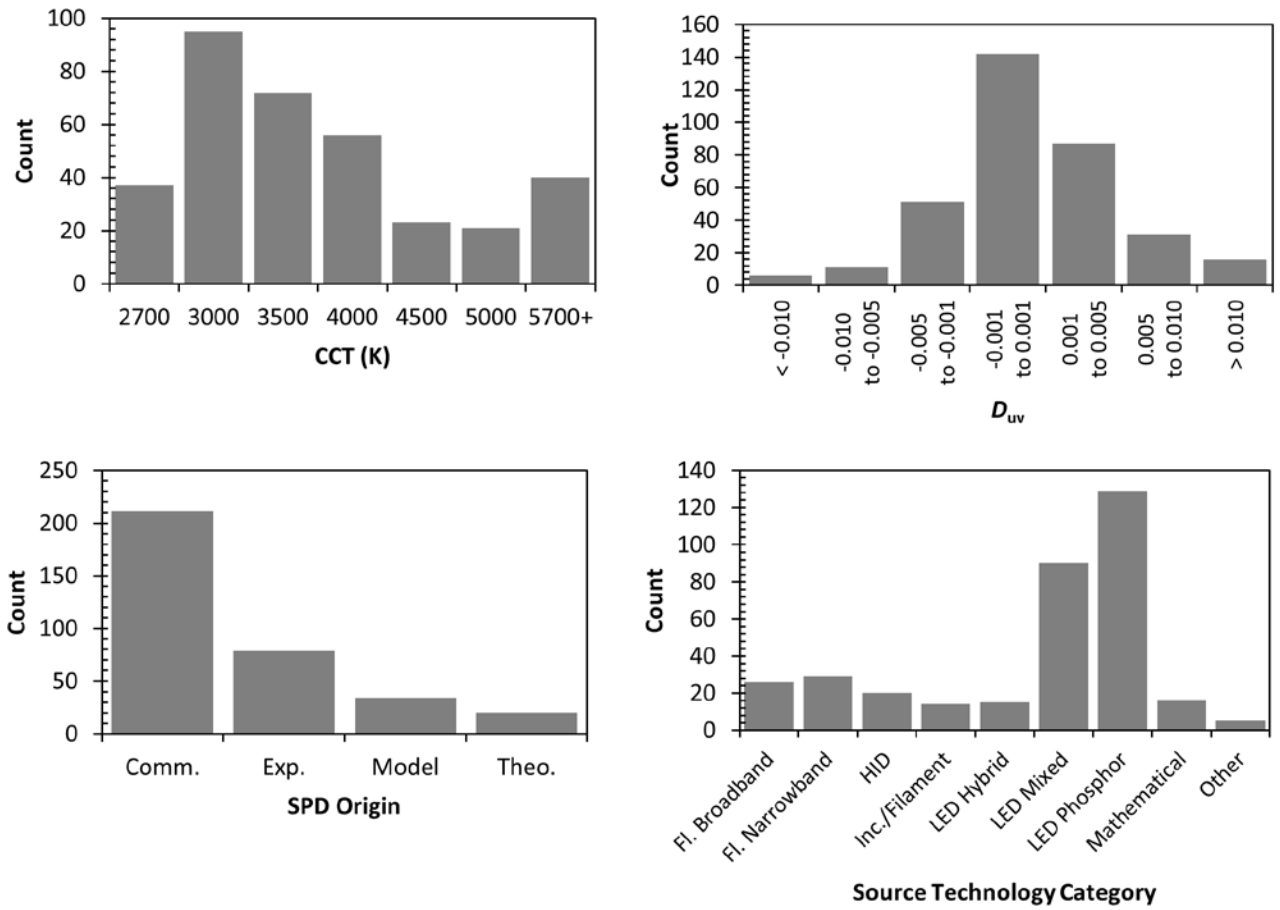 100
80
60
40
20
0
Count
2700 3000 3500 4000 4500 5000 5700+
CCT (K)
160
140
120
100
80
60
40
20
0
Count
< -0.010
-0.010
to -0.005
-0.005
to -0.001
-0.001
to 0.001
0.001
to 0.005
0.005
to 0.010
> 0.010
Duv
250
200
150
100
50
0
Count
Comm. Exp. Model Theo.
SPD Origin
140
120
100
80
60
40
20
0
Count
Fl. Broadband
Fl. Narrowband
HID
Inc./Filament
LED Hybrid
LED Mixed
LED Phosphor
Mathematical
Other
Source Technology Category